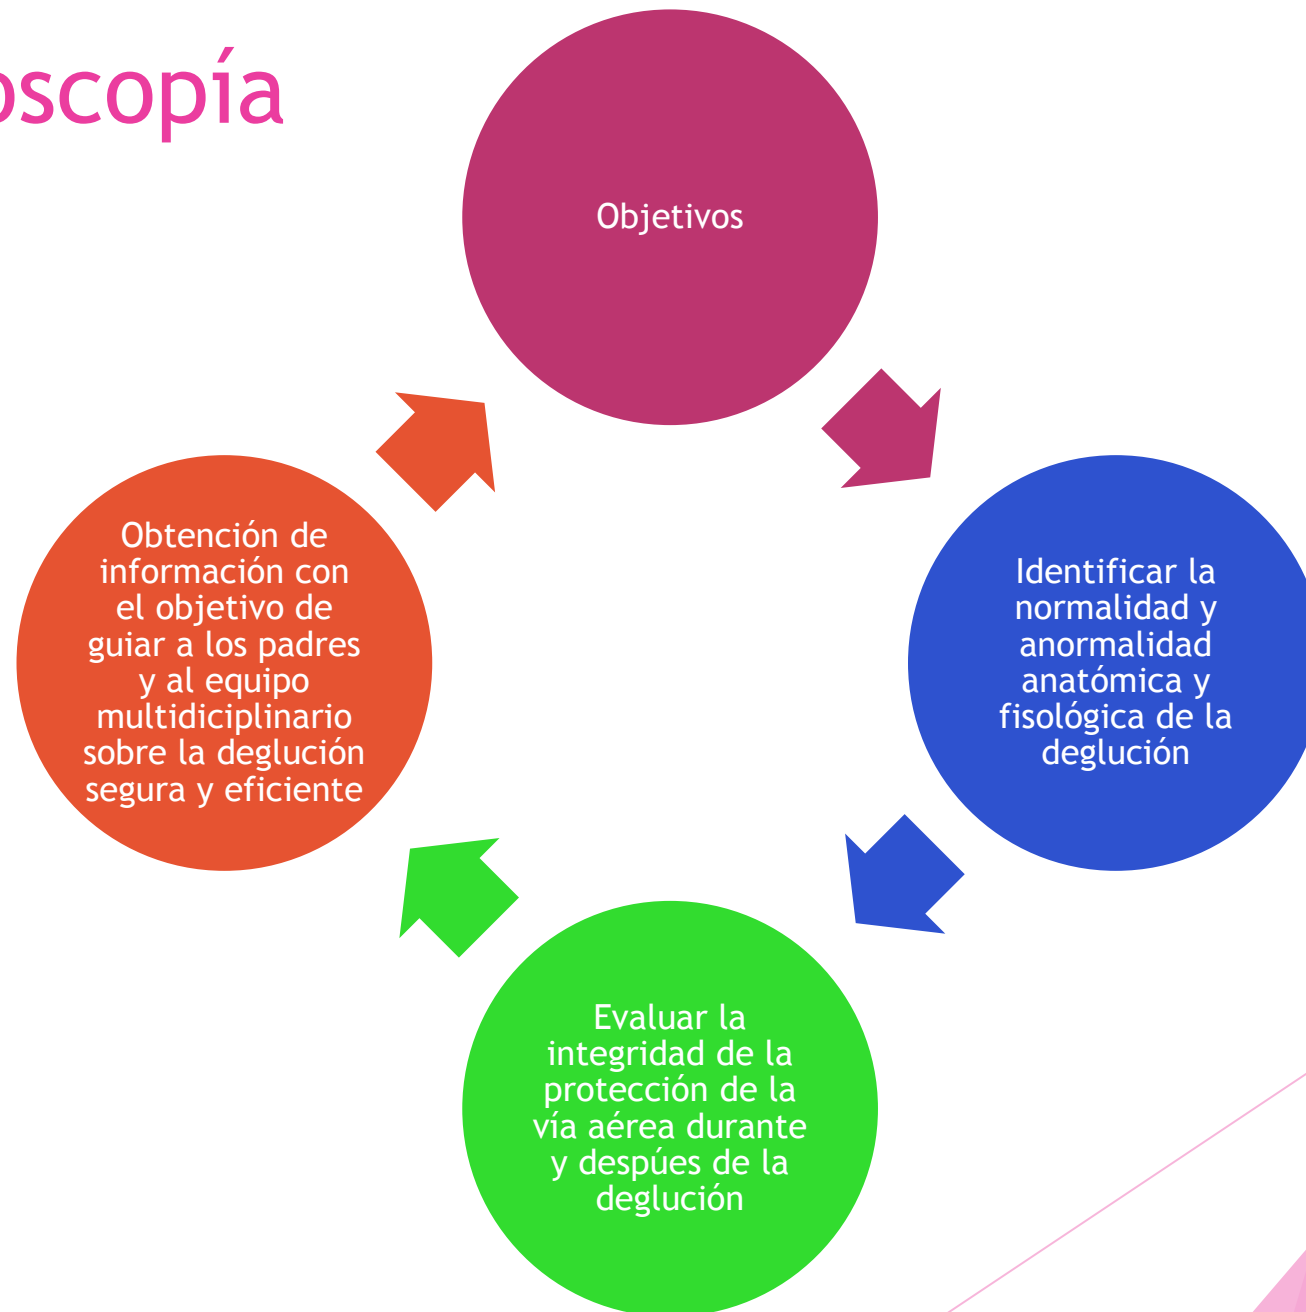 oscopía
Objetivos
Identificar la
normalidad y
anormalidad
anatómica y
fisológica de la
deglución
Evaluar la
integridad de la
protección de la
vía aérea durante
y despúes de la
deglución
Obtención de
información con
el objetivo de
guiar a los padres
y al equipo
multidiciplinario
sobre la deglución
segura y eficiente